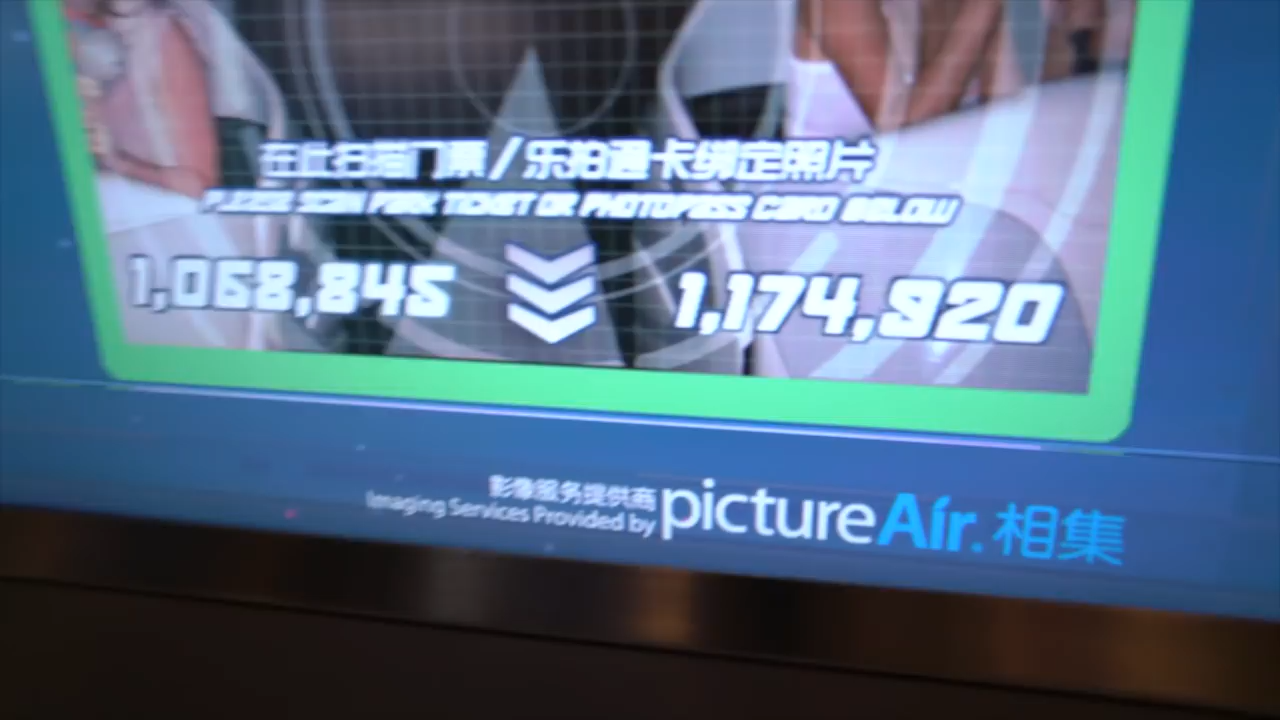 在此扫描门票/乐拍通卡绑定照片
PLEASE SCAN PARK TICKET OR PHOTOPASS CARD BELOW
1,068,845
1,174,920
影像服务提供商
Imaging Services Provided by
pictureAír.相集